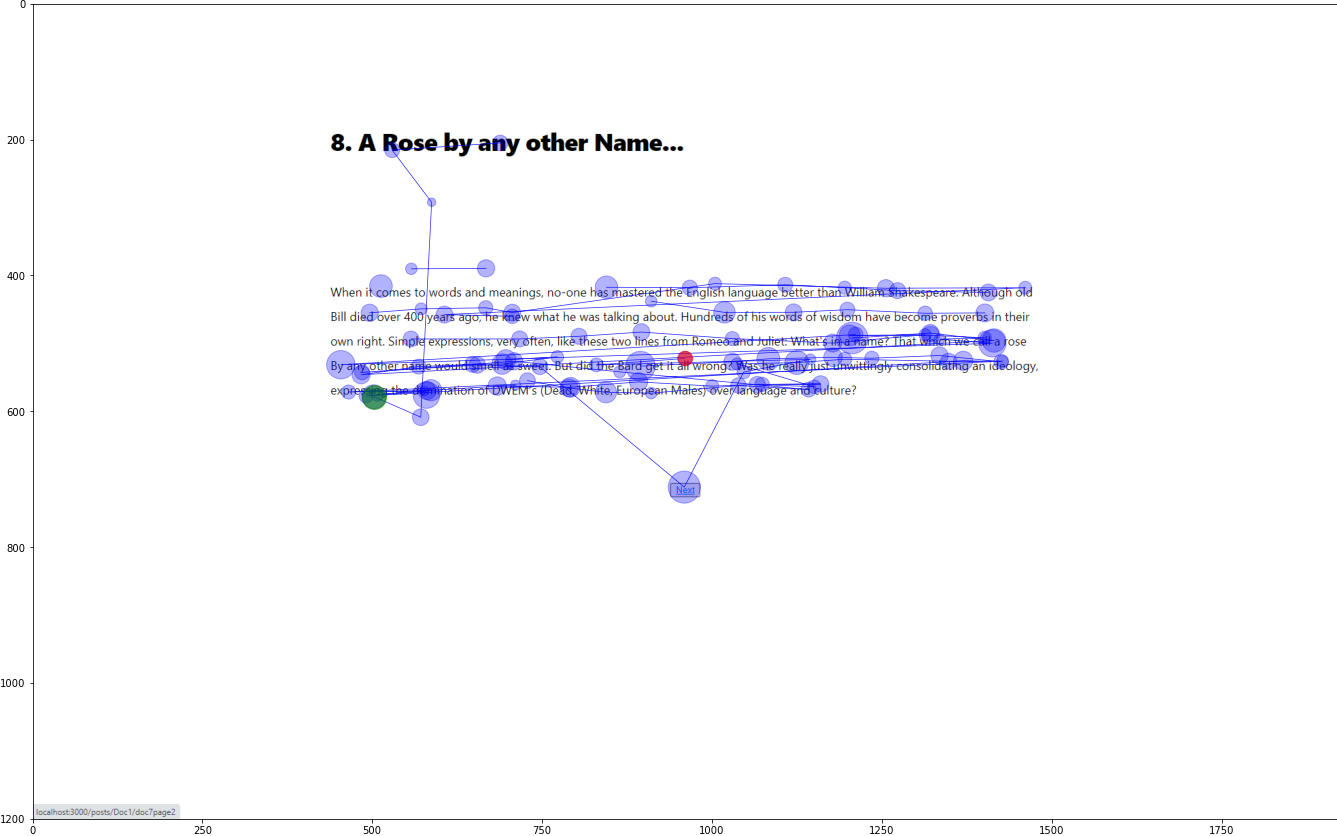 8. A Rose by any other Name...
When it comes to words and meanings, no-one has mastered the English language better than William Shakespeare. Although old
Bill died over 400 years ago, he knew what he was talking about. Hundreds of his words of wisdom have become proverbs in their
own right. Simple expressions, very often, like these two lines from Romeo and Juliet. What's in a name? That which we call a rose
By any other name would smell as sweet. But did the Bard get it all wrong? Was he really just unwittingly consolidating an ideology,
expressing the domination of DWEM's (Dead, White, European Males) over language and culture?
Next
localhost:3000/posts/Doc1/doc7page2
0
200
400
600
800
1000
1200
0 250 500 750 1000 1250 1500 1750